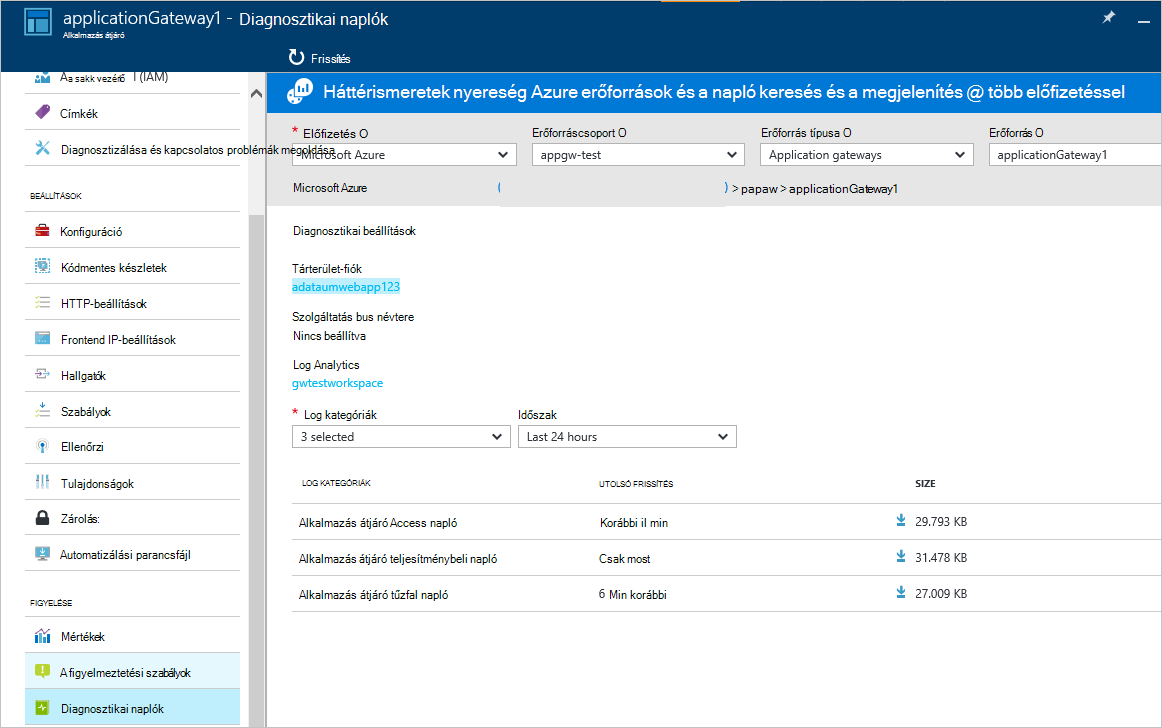 applicationGateway1 - Diagnosztikai naplók
Alkalmazás átjáró
Frissítés
Aa sakk vezérlő I (IAM)
Címkék
Diagnosztizálása és kapcsolatos problémák megoldása
BEÁLLÍTÁSOK
Konfiguráció
Kódmentes készletek
HTTP-beállítások
Frontend IP-beállítások
Hallgatók
Szabályok
Ellenőrzi
Tulajdonságok
Zárolás:
Automatizálási parancsfájl
FIGYELÉSE
Mértékek
A figyelmeztetési szabályok
Diagnosztikai naplók
Háttérismeretek nyereség Azure erőforrások és a napló keresés és a megjelenítés @ több előfizetéssel
* Előfizetés O Erőforráscsoport O Erőforrás típusa O Erőforrás O
Microsoft Azure appgw-test Application gateways applicationGateway1
Microsoft Azure ( ) > papaw > applicationGateway1
Diagnosztikai beállítások
Tárterület-fiók
adataumwebapp123
Szolgáltatás bus névtere
Nincs beállítva
Log Analytics
gwtestworkspace
* Log kategóriák Időszak
3 selected Last 24 hours
LOG KATEGÓRIÁK UTOLSÓ FRISSÍTÉS SIZE
Alkalmazás átjáró Access napló Korábbi il min 29.793 KB
Alkalmazás átjáró teljesítménybeli napló Csak most 31.478 KB
Alkalmazás átjáró tűzfal napló 6 Min korábbi 27.009 KB